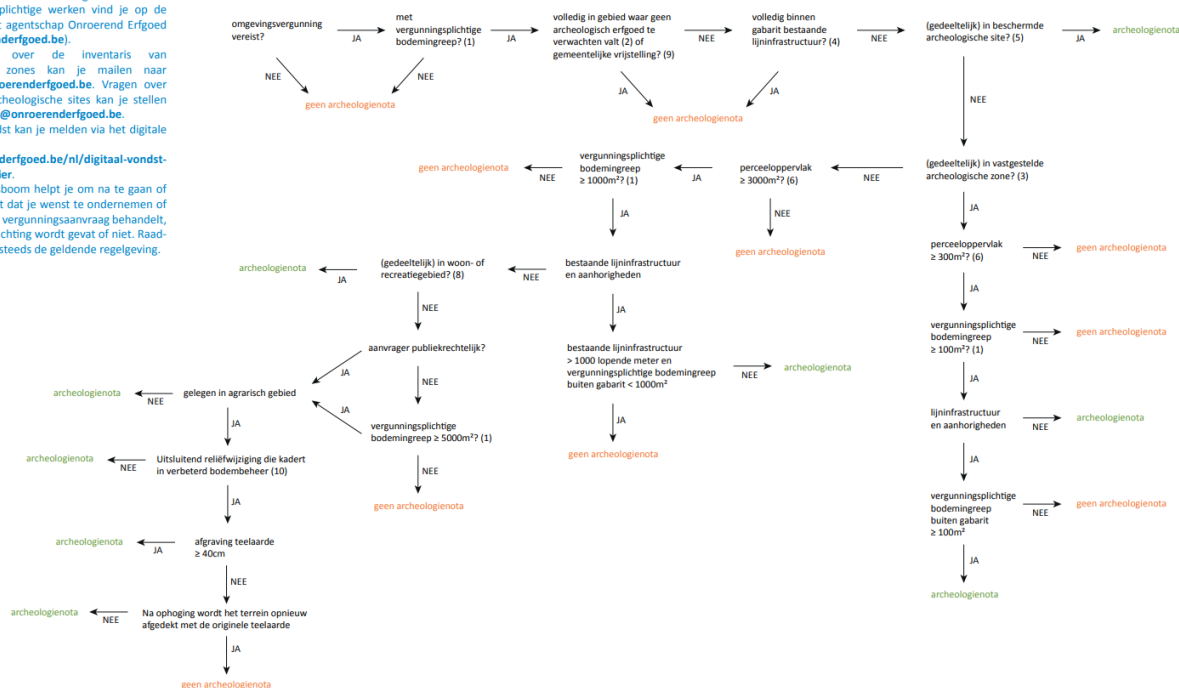 plichtige werken vind je op de
agentschap Onroerend Erfgoed
derfgoed.be).
over de inventaris van
zones kan je mailen naar
oerenderfgoed.be. Vragen over
cheologische sites kan je stellen
@onroerenderfgoed.be.
dst kan je melden via het digitale
derfgoed.be/nl/digitaal-vondst-
ier.
sboom helpt je om na te gaan of
t dat je wenst te ondernemen of
vergunningsaanvraag behandelt,
chting wordt gevat of niet. Raad-
steeds de geldende regelgeving.
omgevingsvergunning
vereist?
JA
NEE
met
vergunningsplichtige
bodemingreep? (1)
JA
NEE
geen archeologienota
volledig in gebied waar geen
archeologisch erfgoed te
verwachten valt (2) of
gemeentelijke vrijstelling? (9)
NEE
JA
volledig binnen
gabarit bestaande
lijninfrastructuur? (4)
NEE
JA
geen archeologienota
(gedeeltelijk) in beschermde
archeologische site? (5)
JA
archeologienota
NEE
(gedeeltelijk) in vastgestelde
archeologische zone? (3)
NEE
JA
perceeloppervlak
≥ 3000m²? (6)
JA
NEE
geen archeologienota
vergunningsplichtige
bodemingreep
≥ 1000m²? (1)
NEE
geen archeologienota
JA
perceeloppervlak
≥ 300m²? (6)
NEE
geen archeologienota
JA
bestaande lijninfrastructuur
en aanhorigheden
NEE
JA
(gedeeltelijk) in woon- of
recreatiegebied? (8)
JA
archeologienota
NEE
vergunningsplichtige
bodemingreep
≥ 100m²? (1)
NEE
geen archeologienota
JA
aanvrager publiekrechtelijk?
JA
NEE
bestaande lijninfrastructuur
> 1000 lopende meter en
vergunningsplichtige bodemingreep
buiten gabarit < 1000m²
NEE
archeologienota
JA
geen archeologienota
gelegen in agrarisch gebied
NEE
archeologienota
JA
vergunningsplichtige
bodemingreep ≥ 5000m²? (1)
JA
NEE
geen archeologienota
lijninfrastructuur
en aanhorigheden
NEE
archeologienota
JA
Uitsluitend reliëfwijziging die kadert
in verbeterd bodembeheer (10)
NEE
archeologienota
JA
vergunningsplichtige
bodemingreep
buiten gabarit
≥ 100m²
NEE
geen archeologienota
JA
archeologienota
afgraving teelaarde
≥ 40cm
JA
archeologienota
NEE
Na ophoging wordt het terrein opnieuw
afgedekt met de originele teelaarde
NEE
archeologienota
JA
geen archeologienota